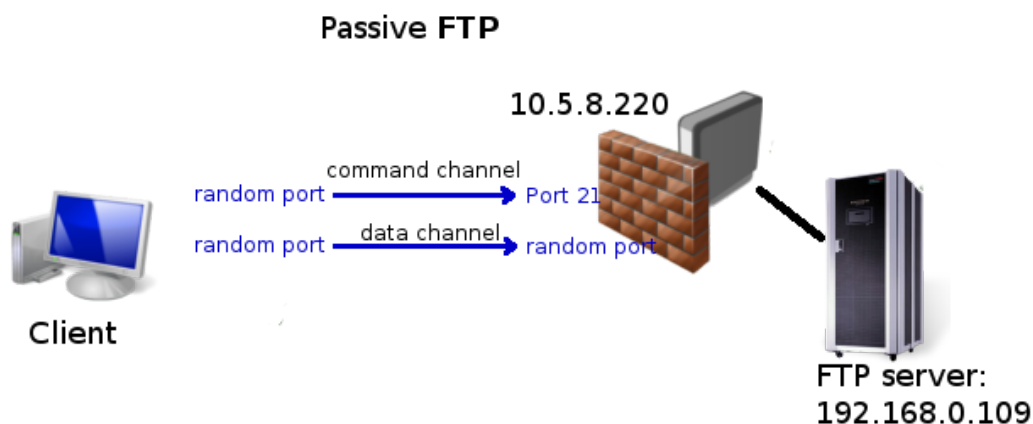 Passive FTP
10.5.8.220
command channel
random port
Port 21
data channel
random port
random port
Client
FTP server:
192.168.0.109